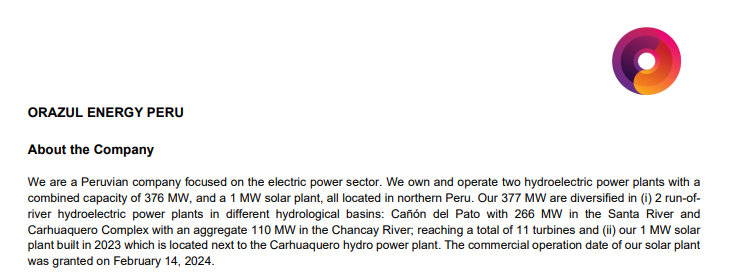 ORAZUL ENERGY PERU
About the Company
We are a Peruvian company focused on the electric power sector. We own and operate two hydroelectric power plants with a
combined capacity of 376 MW, and a 1 MW solar plant, all located in northern Peru. Our 377 MW are diversified in (i) 2 run-of-
river hydroelectric power plants in different hydrological basins: Cañón del Pato with 266 MW in the Santa River and
Carhuaquero Complex with an aggregate 110 MW in the Chancay River; reaching a total of 11 turbines and (ii) our 1 MW solar
plant built in 2023 which is located next to the Carhuaquero hydro power plant. The commercial operation date of our solar plant
was granted on February 14, 2024.